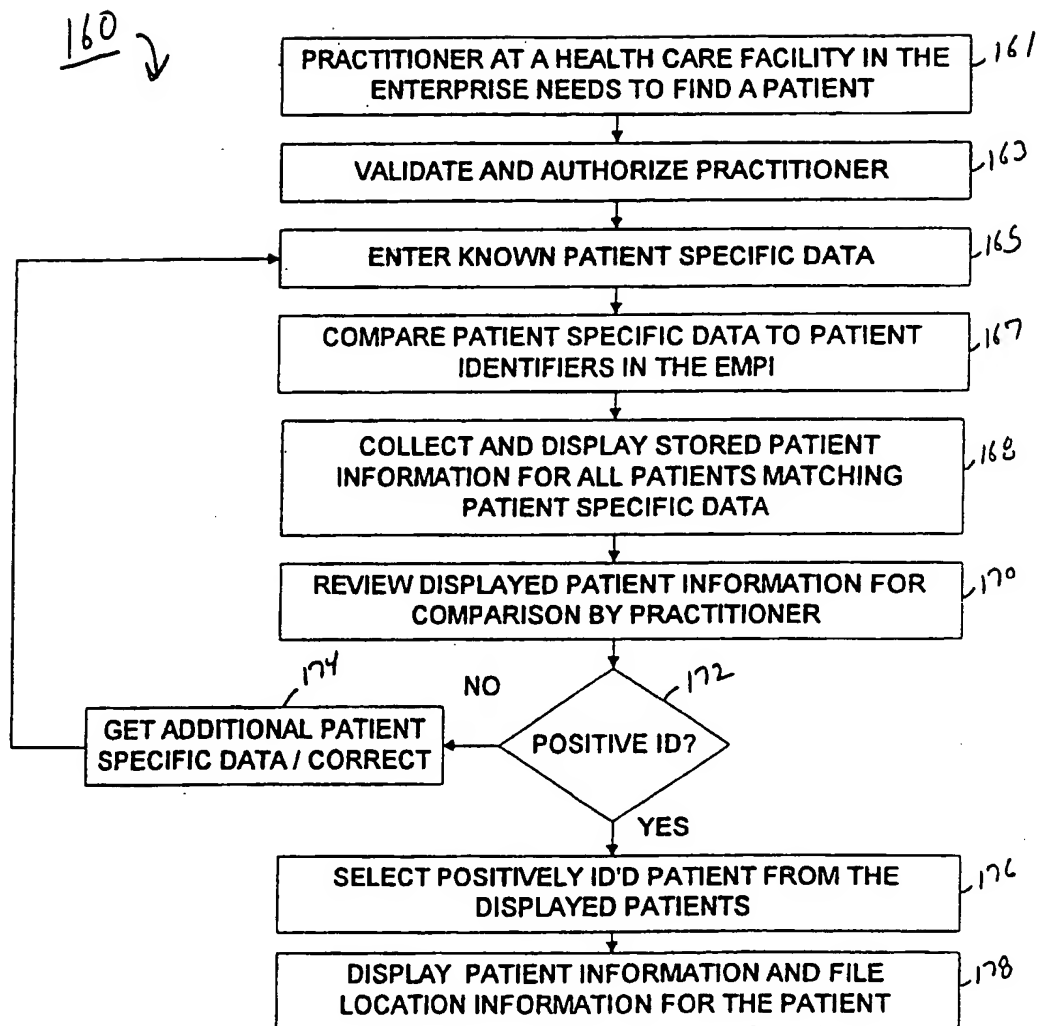 160
PRACTITIONER AT A HEALTH CARE FACILITY IN THE
ENTERPRISE NEEDS TO FIND A PATIENT
161
VALIDATE AND AUTHORIZE PRACTITIONER
163
ENTER KNOWN PATIENT SPECIFIC DATA
165
COMPARE PATIENT SPECIFIC DATA TO PATIENT
IDENTIFIERS IN THE EMPI
167
COLLECT AND DISPLAY STORED PATIENT
INFORMATION FOR ALL PATIENTS MATCHING
PATIENT SPECIFIC DATA
168
REVIEW DISPLAYED PATIENT INFORMATION FOR
COMPARISON BY PRACTITIONER
170
172
POSITIVE ID?
NO
174
GET ADDITIONAL PATIENT
SPECIFIC DATA / CORRECT
YES
SELECT POSITIVELY ID'D PATIENT FROM THE
DISPLAYED PATIENTS
176
DISPLAY PATIENT INFORMATION AND FILE
LOCATION INFORMATION FOR THE PATIENT
178